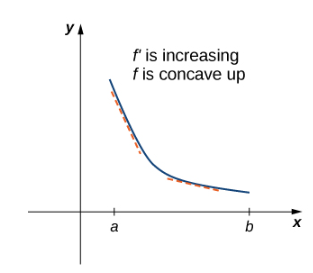 y
f′ is increasing
f is concave up
a
b
x